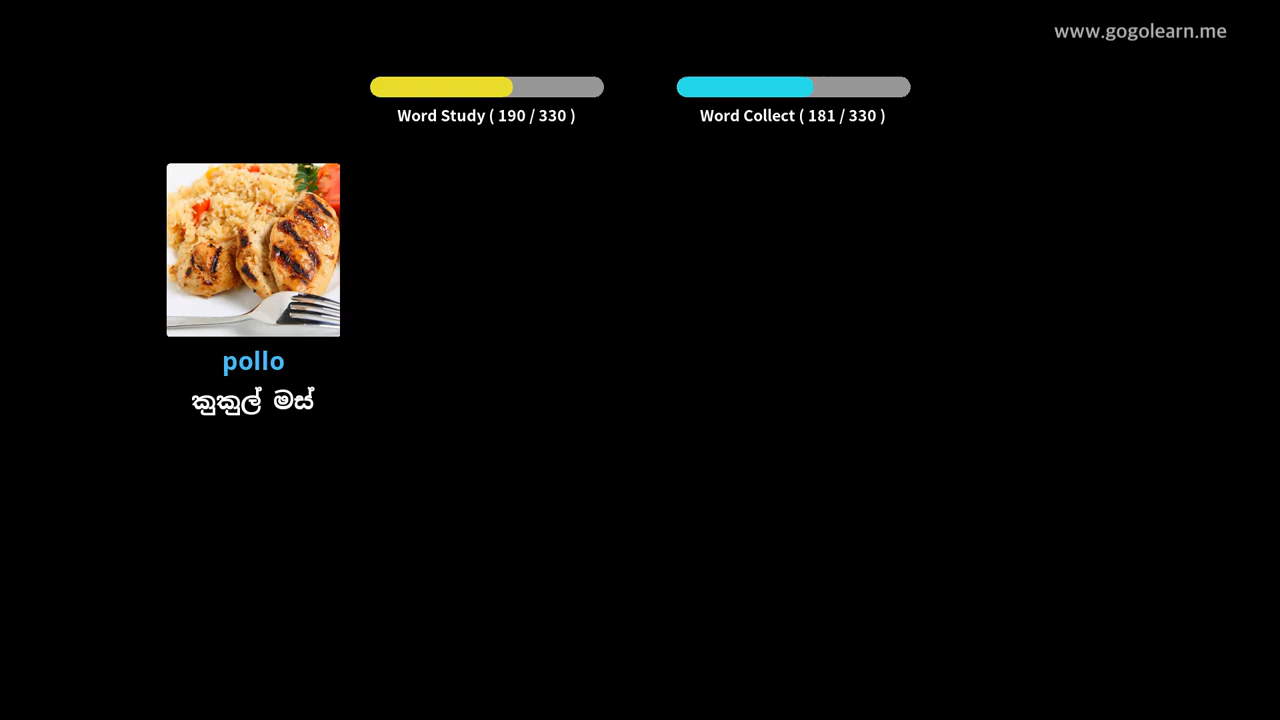 www.gogolearn.me
Word Study ( 190 / 330 )
Word Collect ( 181 / 330 )
pollo
කුකුල් මස්